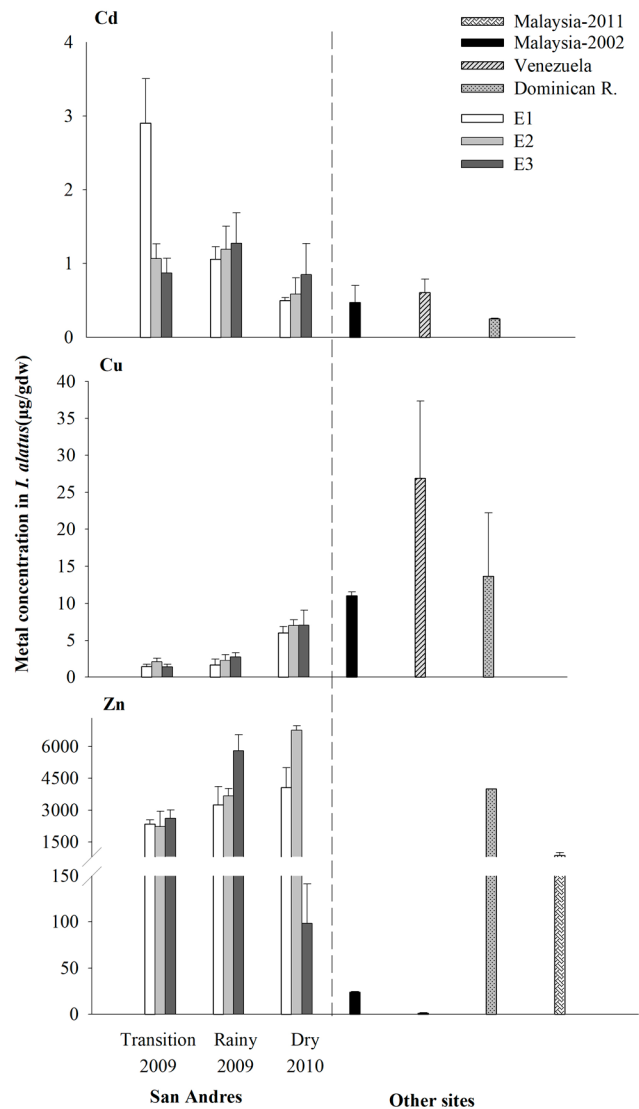 Cd
4
3
2
1
0
Malaysia-2011
Malaysia-2002
Venezuela
Dominican R.
E1
E2
E3
Metal concentration in I. alatus(µg/gdw)
Cu
40
35
30
25
20
15
10
5
0
Zn
6000
4500
3000
1500
150
100
50
0
Transition Rainy Dry
2009 2009 2010
San Andres Other sites